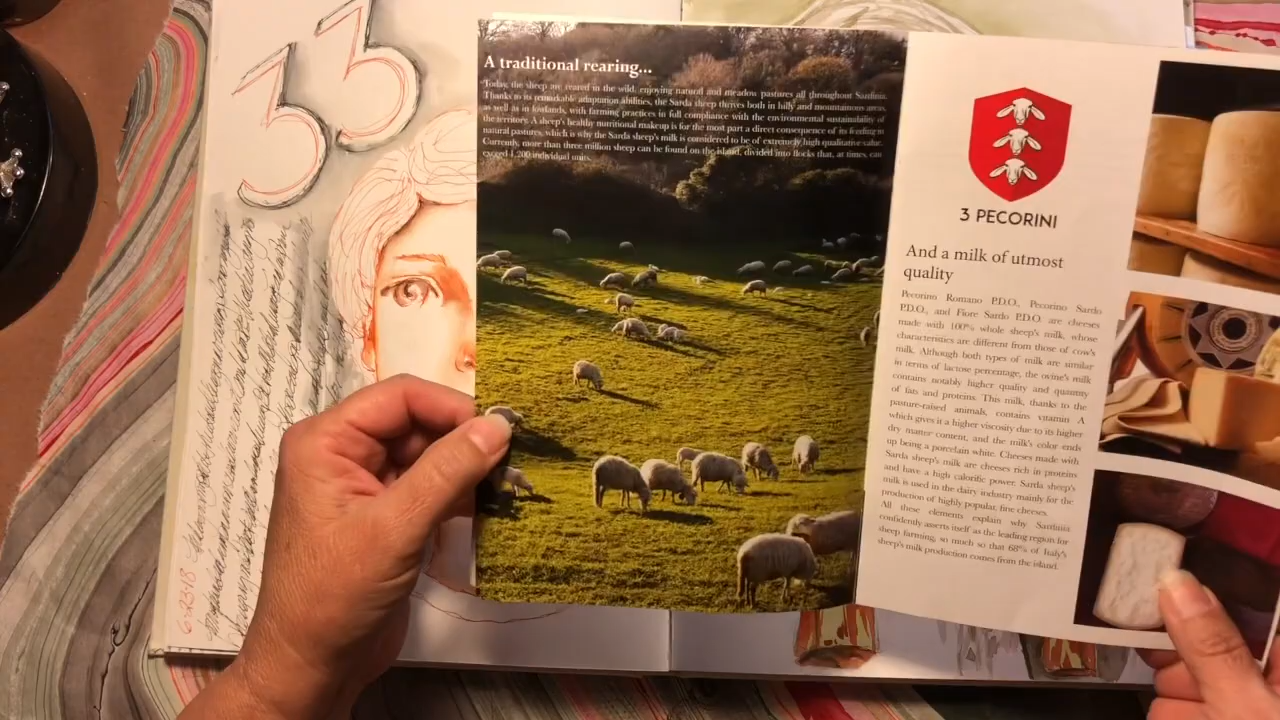 33
6-23-18
A traditional rearing...
Today, the sheep are reared in the wild, enjoying natural and meadow pastures all throughout Sardinia.
Thanks to its remarkable adaptation abilities, the Sarda sheep thrives both in hilly and mountainous areas,
as well as in lowlands, with farming practices in full compliance with the environmental sustainability of
the territory. A sheep's healthy nutritional makeup is for the most part a direct consequence of its feeding in
natural pastures, which is why the Sarda sheep's milk is considered to be of extremely high qualitative value.
Currently, more than three million sheep can be found on the island, divided into flocks that, at times, can
exceed 1,200 individual units.
3 PECORINI
And a milk of utmost
quality
Pecorino Romano P.D.O., Pecorino Sardo
P.D.O., and Fiore Sardo P.D.O. are cheeses
made with 100% whole sheep's milk, whose
characteristics are different from those of cow's
milk. Although both types of milk are similar
in terms of lactose percentage, the ovine's milk
contains notably higher quality and quantity
of fats and proteins. This milk, thanks to the
pasture-raised animals, contains vitamin A
which gives it a higher viscosity due to its higher
dry matter content, and the milk's color ends
up being a porcelain white. Cheeses made with
Sarda sheep's milk are cheeses rich in proteins
and have a high calorific power. Sarda sheep's
milk is used in the dairy industry mainly for the
production of highly popular, fine cheeses.
All these elements explain why Sardinia
confidently asserts itself as the leading region for
sheep farming, so much so that 68% of Italy's
sheep's milk production comes from the island.